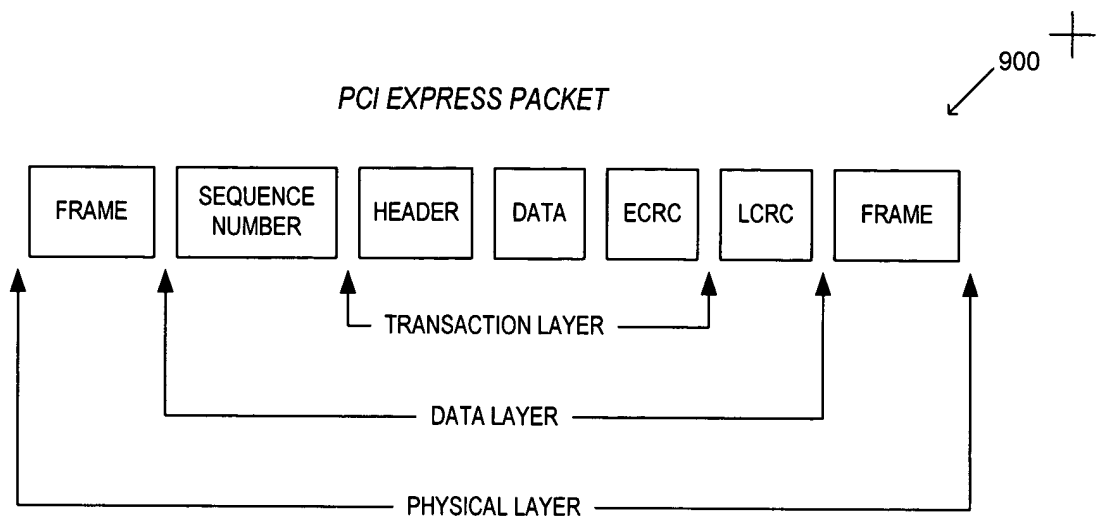 900
PCI EXPRESS PACKET
FRAME
SEQUENCE
NUMBER
HEADER
DATA
ECRC
LCRC
FRAME
TRANSACTION LAYER
DATA LAYER
PHYSICAL LAYER